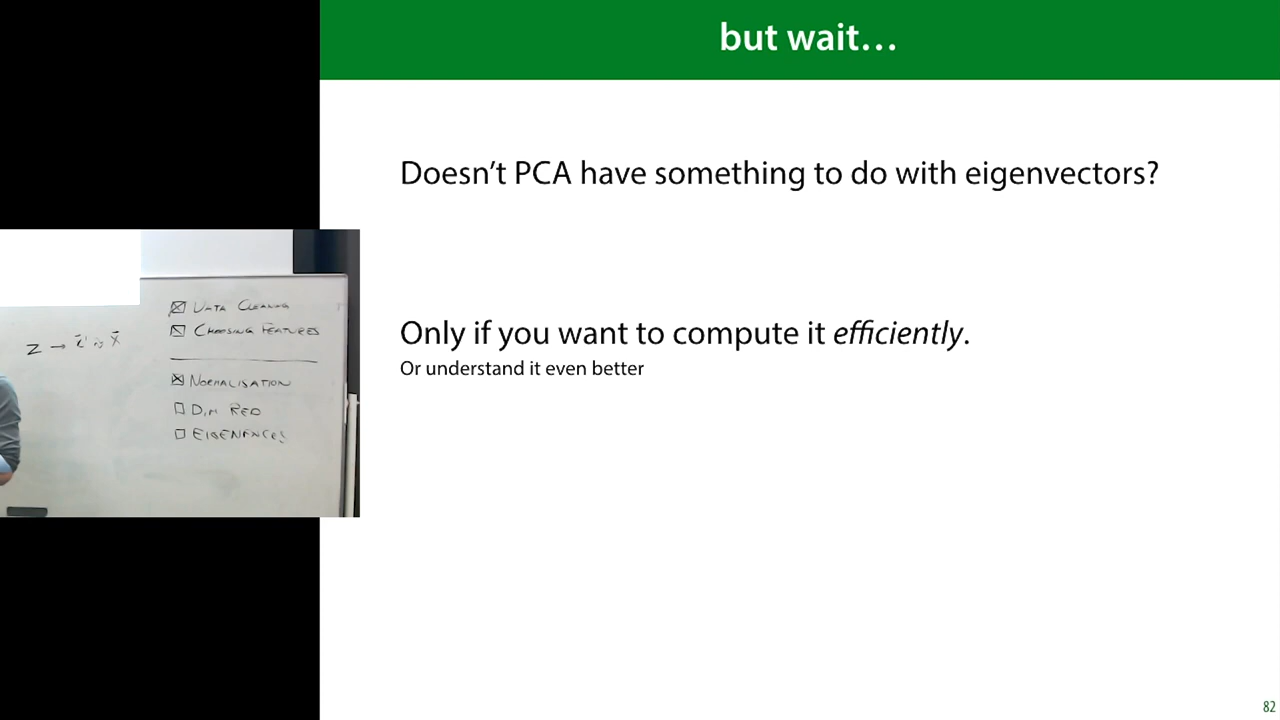 but wait…
Doesn't PCA have something to do with eigenvectors?
Only if you want to compute it efficiently.
Or understand it even better
DATA CLEANING
CHOOSING FEATURES
NORMALISATION
DIM RED
82